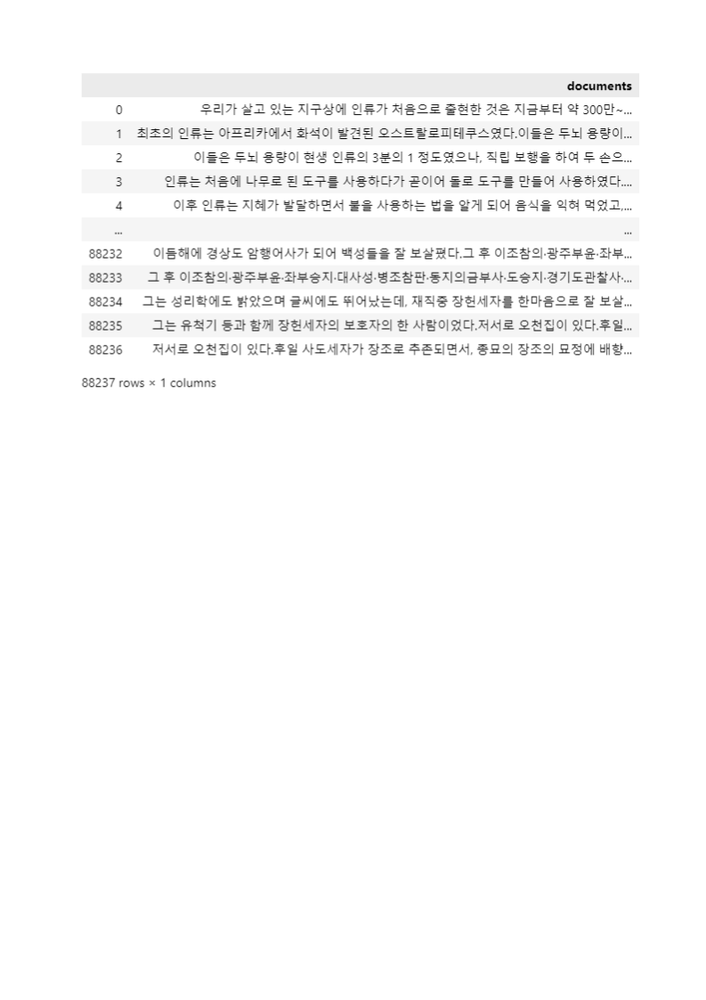 documents
0 우리가 살고 있는 지구상에 인류가 처음으로 출현한 것은 지금부터 약 300만~...
1 최초의 인류는 아프리카에서 화석이 발견된 오스트랄로피테쿠스였다.이들은 두뇌 용량이...
2 이들은 두뇌 용량이 현생 인류의 3분의 1 정도였으나, 직립 보행을 하여 두 손으...
3 인류는 처음에 나무로 된 도구를 사용하다가 곧이어 돌로 도구를 만들어 사용하였다....
4 이후 인류는 지혜가 발달하면서 불을 사용하는 법을 알게 되어 음식을 익혀 먹었고,...
... ...
88232 이듬해에 경상도 암행어사가 되어 백성들을 잘 보살폈다.그 후 이조참의·광주부윤·좌부...
88233 그 후 이조참의·광주부윤·좌부승지·대사성·병조참판·동지의금부사·도승지·경기도관찰사·...
88234 그는 성리학에도 밝았으며 글씨에도 뛰어났는데, 재직중 장헌세자를 한마음으로 잘 보살...
88235 그는 유척기 등과 함께 장헌세자의 보호자의 한 사람이었다.저서로 오천집이 있다.후일...
88236 저서로 오천집이 있다.후일 사도세자가 장조로 추존되면서, 종묘의 장조의 묘정에 배향...
88237 rows × 1 columns